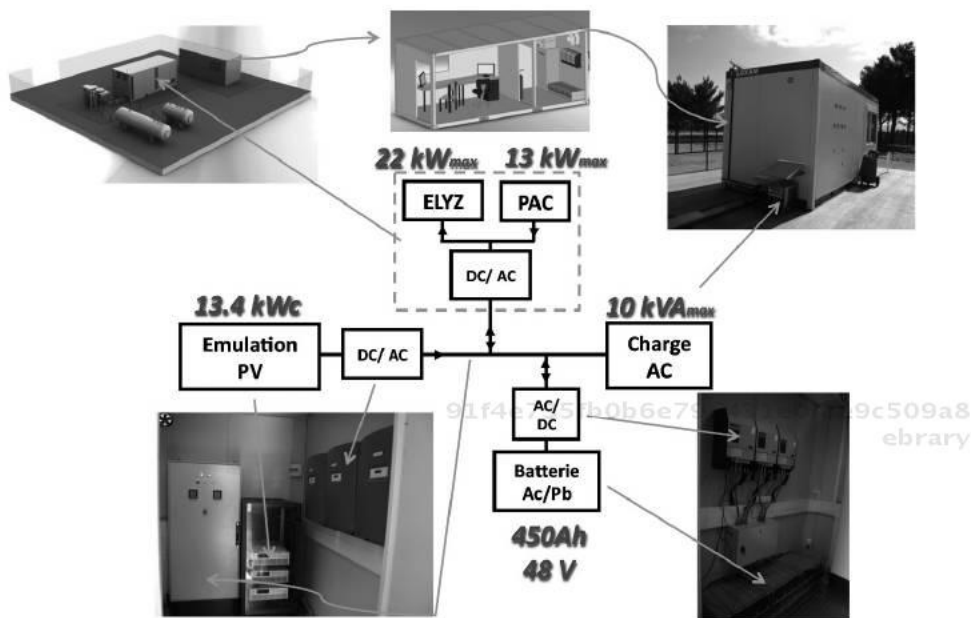 22 kWmax
13 kWmax
ELYZ
PAC
DC/ AC
13.4 kWc
10 kVAmax
Emulation
PV
DC/ AC
Charge
AC
AC/
DC
ebrary
Batterie
Ac/Pb
450Ah
48 V